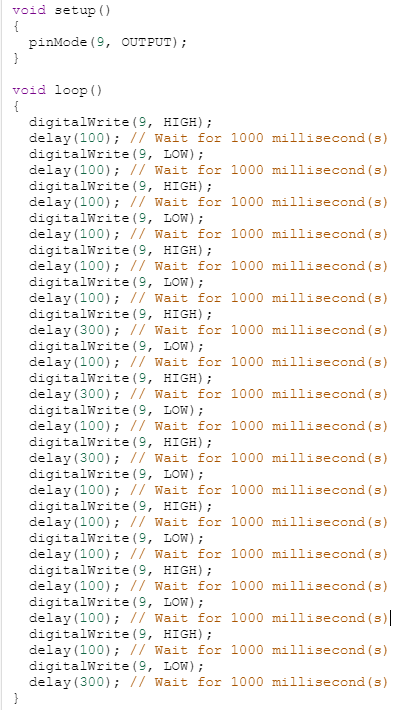 void setup()
{
  pinMode(9, OUTPUT);
}

void loop()
{
  digitalWrite(9, HIGH);
  delay(100); // Wait for 1000 millisecond(s)
  digitalWrite(9, LOW);
  delay(100); // Wait for 1000 millisecond(s)
  digitalWrite(9, HIGH);
  delay(100); // Wait for 1000 millisecond(s)
  digitalWrite(9, LOW);
  delay(100); // Wait for 1000 millisecond(s)
  digitalWrite(9, HIGH);
  delay(100); // Wait for 1000 millisecond(s)
  digitalWrite(9, LOW);
  delay(100); // Wait for 1000 millisecond(s)
  digitalWrite(9, HIGH);
  delay(300); // Wait for 1000 millisecond(s)
  digitalWrite(9, LOW);
  delay(100); // Wait for 1000 millisecond(s)
  digitalWrite(9, HIGH);
  delay(300); // Wait for 1000 millisecond(s)
  digitalWrite(9, LOW);
  delay(100); // Wait for 1000 millisecond(s)
  digitalWrite(9, HIGH);
  delay(300); // Wait for 1000 millisecond(s)
  digitalWrite(9, LOW);
  delay(100); // Wait for 1000 millisecond(s)
  digitalWrite(9, HIGH);
  delay(100); // Wait for 1000 millisecond(s)
  digitalWrite(9, LOW);
  delay(100); // Wait for 1000 millisecond(s)
  digitalWrite(9, HIGH);
  delay(100); // Wait for 1000 millisecond(s)
  digitalWrite(9, LOW);
  delay(100); // Wait for 1000 millisecond(s)
  digitalWrite(9, HIGH);
  delay(100); // Wait for 1000 millisecond(s)
  digitalWrite(9, LOW);
  delay(300); // Wait for 1000 millisecond(s)
}